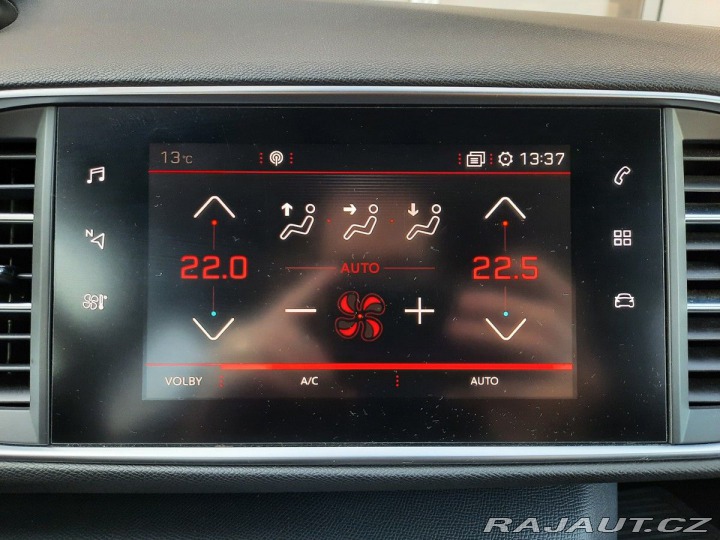 13°C 13:37
N
22.0 AUTO 22.5
VOLBY A/C AUTO
RAJAUT.CZ